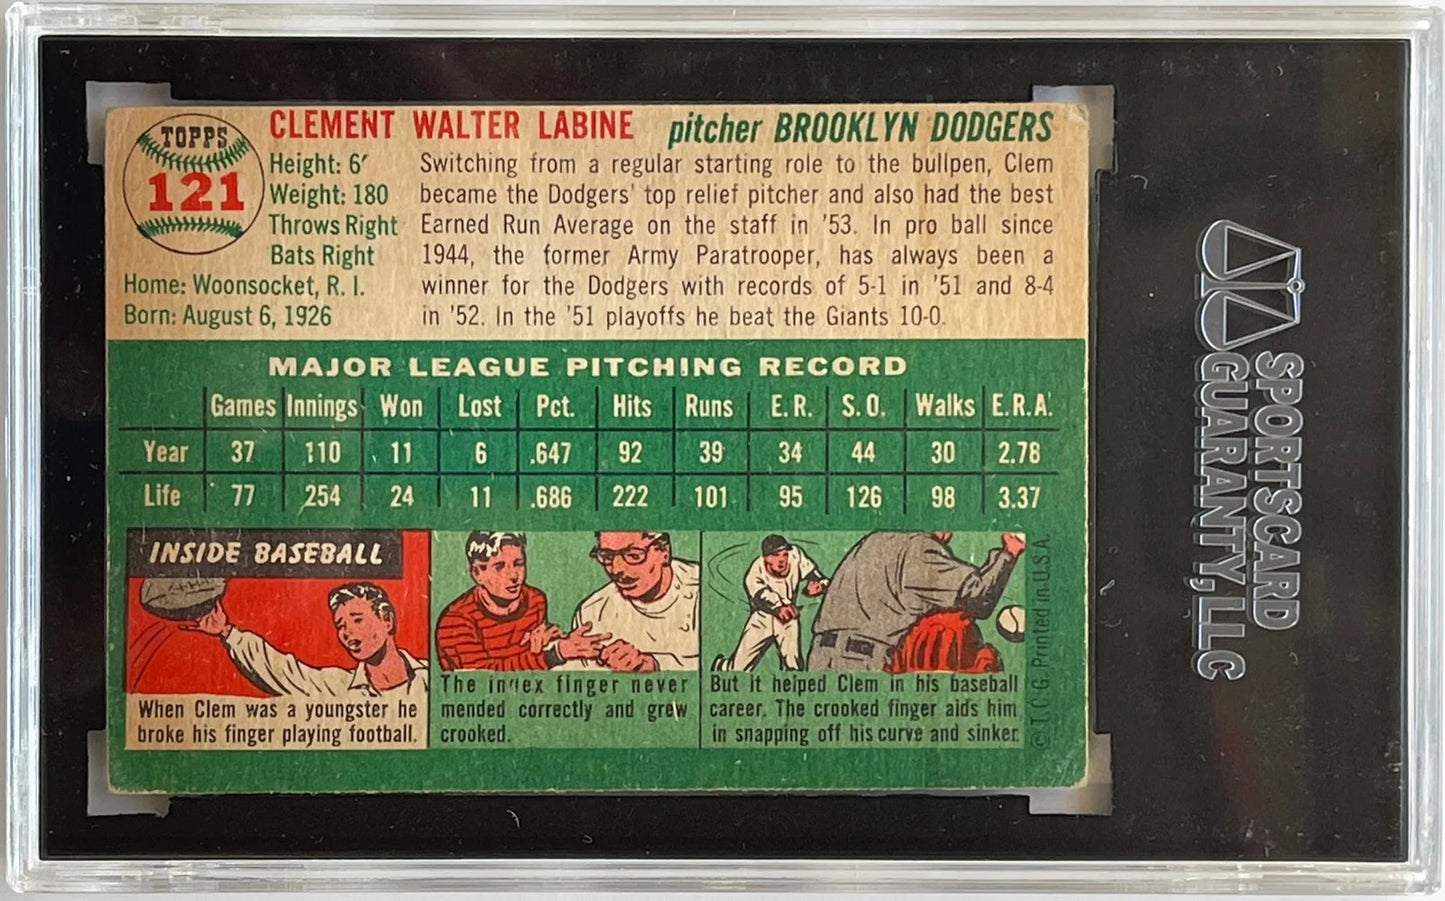 TOPPS
121
CLEMENT WALTER LABINE pitcher BROOKLYN DODGERS
Height: 6′
Weight: 180
Throws Right
Bats Right
Home: Woonsocket, R. I.
Born: August 6, 1926
Switching from a regular starting role to the bullpen, Clem
became the Dodgers' top relief pitcher and also had the best
Earned Run Average on the staff in '53. In pro ball since
1944, the former Army Paratrooper, has always been a
winner for the Dodgers with records of 5-1 in '51 and 8-4
in '52. In the '51 playoffs he beat the Giants 10-0.
MAJOR LEAGUE PITCHING RECORD
Games Innings Won Lost Pct. Hits Runs E.R. S.O. Walks E.R.A.
Year 37 110 11 6 .647 92 39 34 44 30 2.78
Life 77 254 24 11 .686 222 101 95 126 98 3.37
INSIDE BASEBALL
When Clem was a youngster he
broke his finger playing football.
The index finger never
mended correctly and grew
crooked.
But it helped Clem in his baseball
career. The crooked finger aids him
in snapping off his curve and sinker.
© T.C.G. Printed in U.S.A.
SPORTSCARD
GUARANTY, LLC